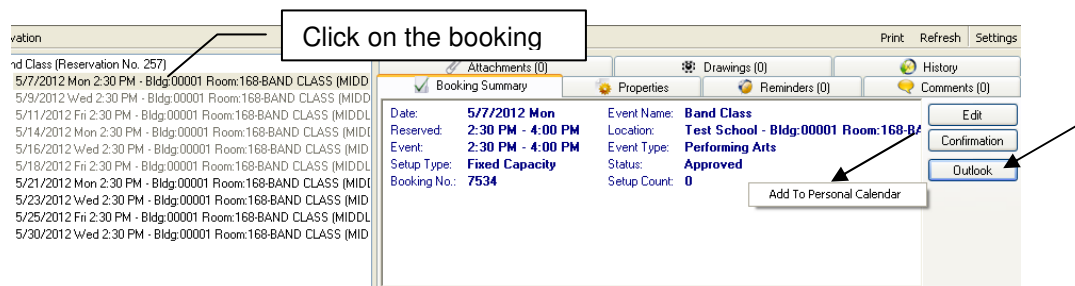 Click on the booking
vation
Print Refresh Settings
nd Class (Reservation No. 257)
5/7/2012 Mon 2:30 PM - Bldg:00001 Room:168-BAND CLASS (MIDD
5/9/2012 Wed 2:30 PM - Bldg:00001 Room:168-BAND CLASS (MIDD
5/11/2012 Fri 2:30 PM - Bldg:00001 Room:168-BAND CLASS (MIDDL
5/14/2012 Mon 2:30 PM - Bldg:00001 Room:168-BAND CLASS (MIDD
5/16/2012 Wed 2:30 PM - Bldg:00001 Room:168-BAND CLASS (MID
5/18/2012 Fri 2:30 PM - Bldg:00001 Room:168-BAND CLASS (MIDDL
5/21/2012 Mon 2:30 PM - Bldg:00001 Room:168-BAND CLASS (MIDD
5/23/2012 Wed 2:30 PM - Bldg:00001 Room:168-BAND CLASS (MID
5/25/2012 Fri 2:30 PM - Bldg:00001 Room:168-BAND CLASS (MIDDL
5/30/2012 Wed 2:30 PM - Bldg:00001 Room:168-BAND CLASS (MID
Attachments (0) Drawings (0) History
Booking Summary Properties Reminders (0) Comments (0)
Date: 5/7/2012 Mon Event Name: Band Class
Reserved: 2:30 PM - 4:00 PM Location: Test School - Bldg:00001 Room:168-BA
Event: 2:30 PM - 4:00 PM Event Type: Performing Arts
Setup Type: Fixed Capacity Status: Approved
Booking No.: 7534 Setup Count: 0
Edit
Confirmation
Outlook
Add To Personal Calendar